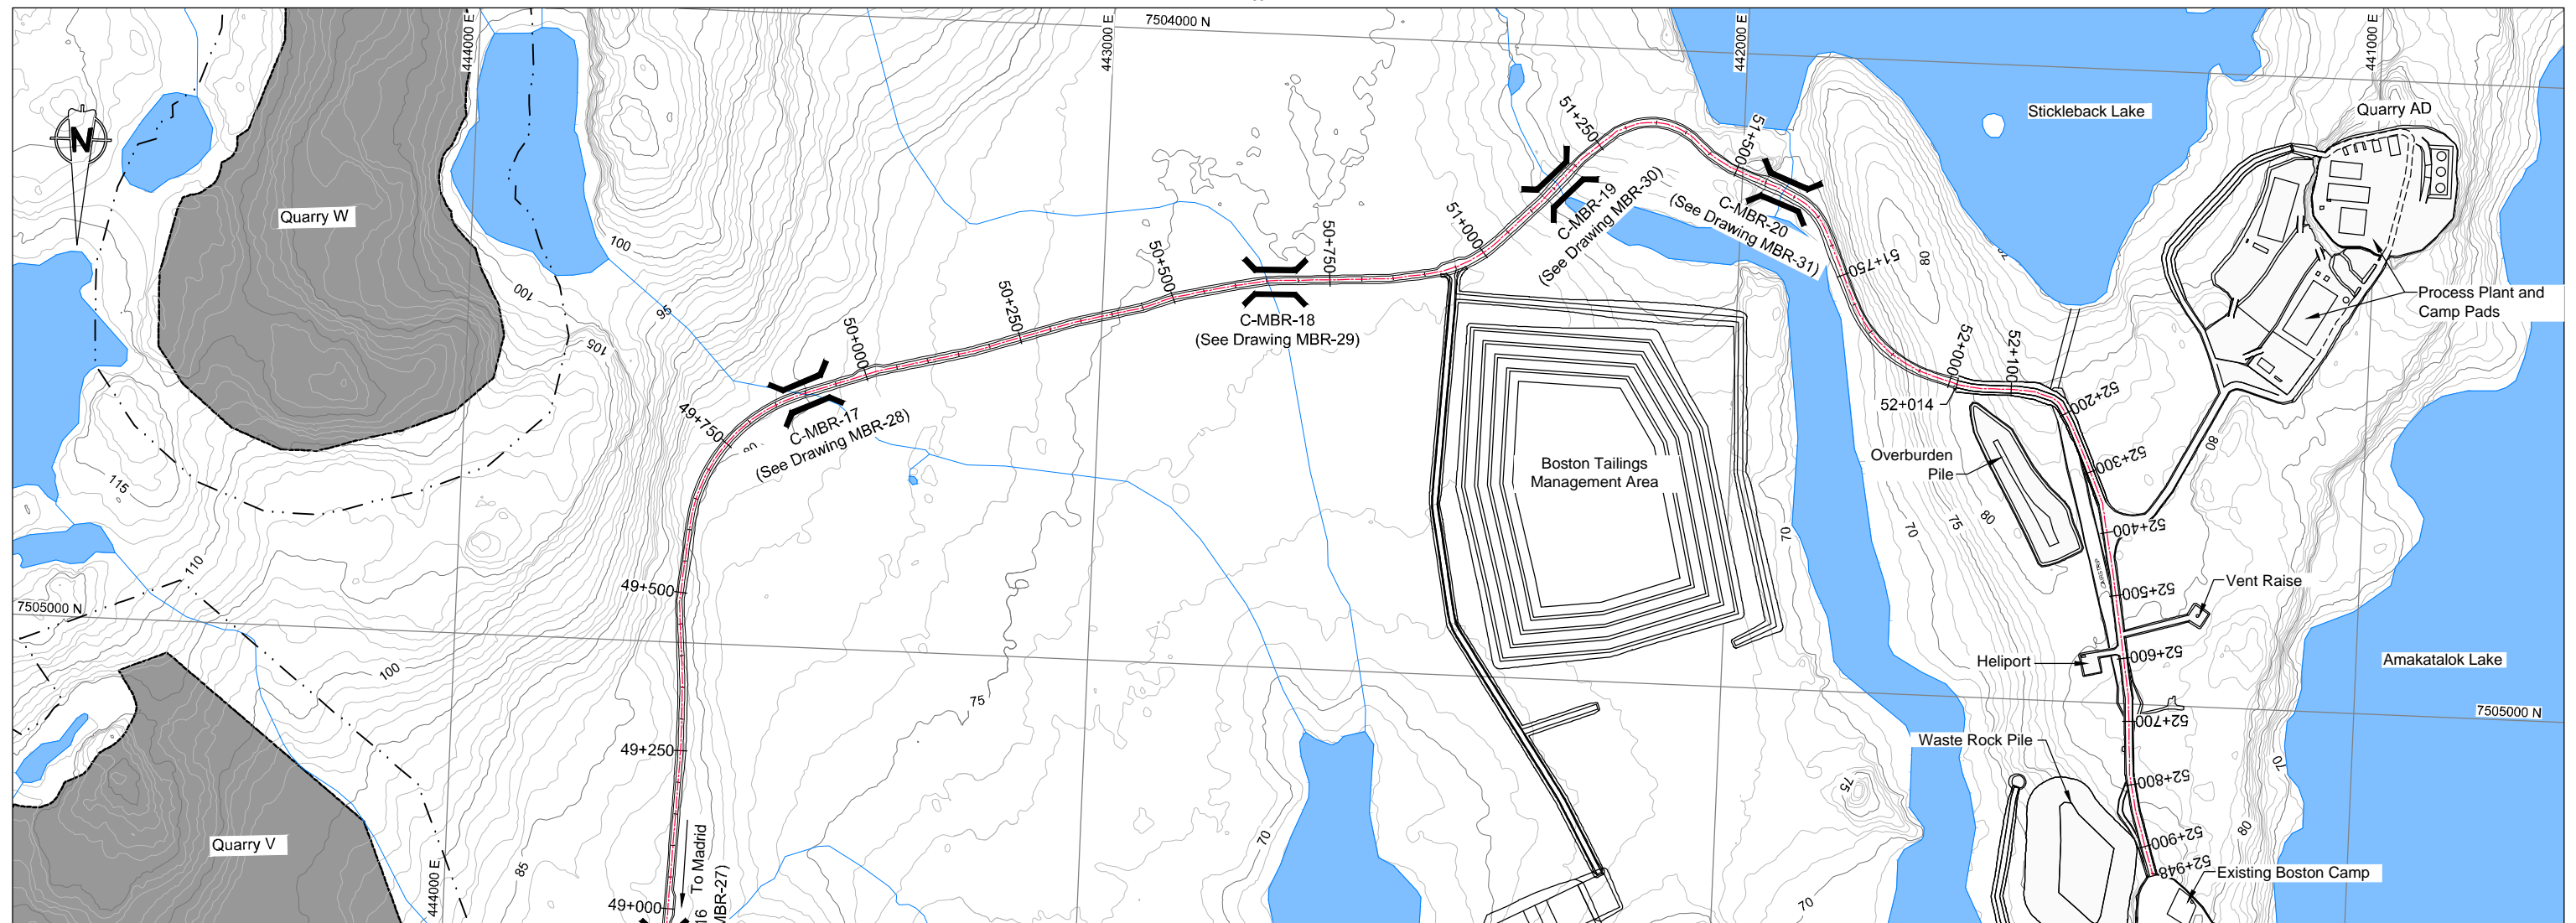 7504000 N
444000 E
443000 E
442000 E
441000 E
N
Quarry W
Stickleback Lake
Quarry AD
Process Plant and
Camp Pads
51+250
51+500
C-MBR-19
(See Drawing MBR-30)
C-MBR-20
(See Drawing MBR-31)
51+000
51+750
80
100
100
95
105
50+750
50+500
50+250
50+000
C-MBR-18
(See Drawing MBR-29)
C-MBR-17
(See Drawing MBR-28)
49+750
52+000
52+100
52+014
52+200
52+300
52+400
80
Overburden
Pile
Boston Tailings
Management Area
115
110
70
70
75
80
49+500
52+500
Vent Raise
7505000 N
52+600
Heliport
Amakatalok Lake
100
75
7505000 N
52+700
49+250
Waste Rock Pile
52+800
70
75
80
Quarry V
70
85
444000 E
To Madrid
16
MBR-27)
49+000
52+900
52+948
Existing Boston Camp
70